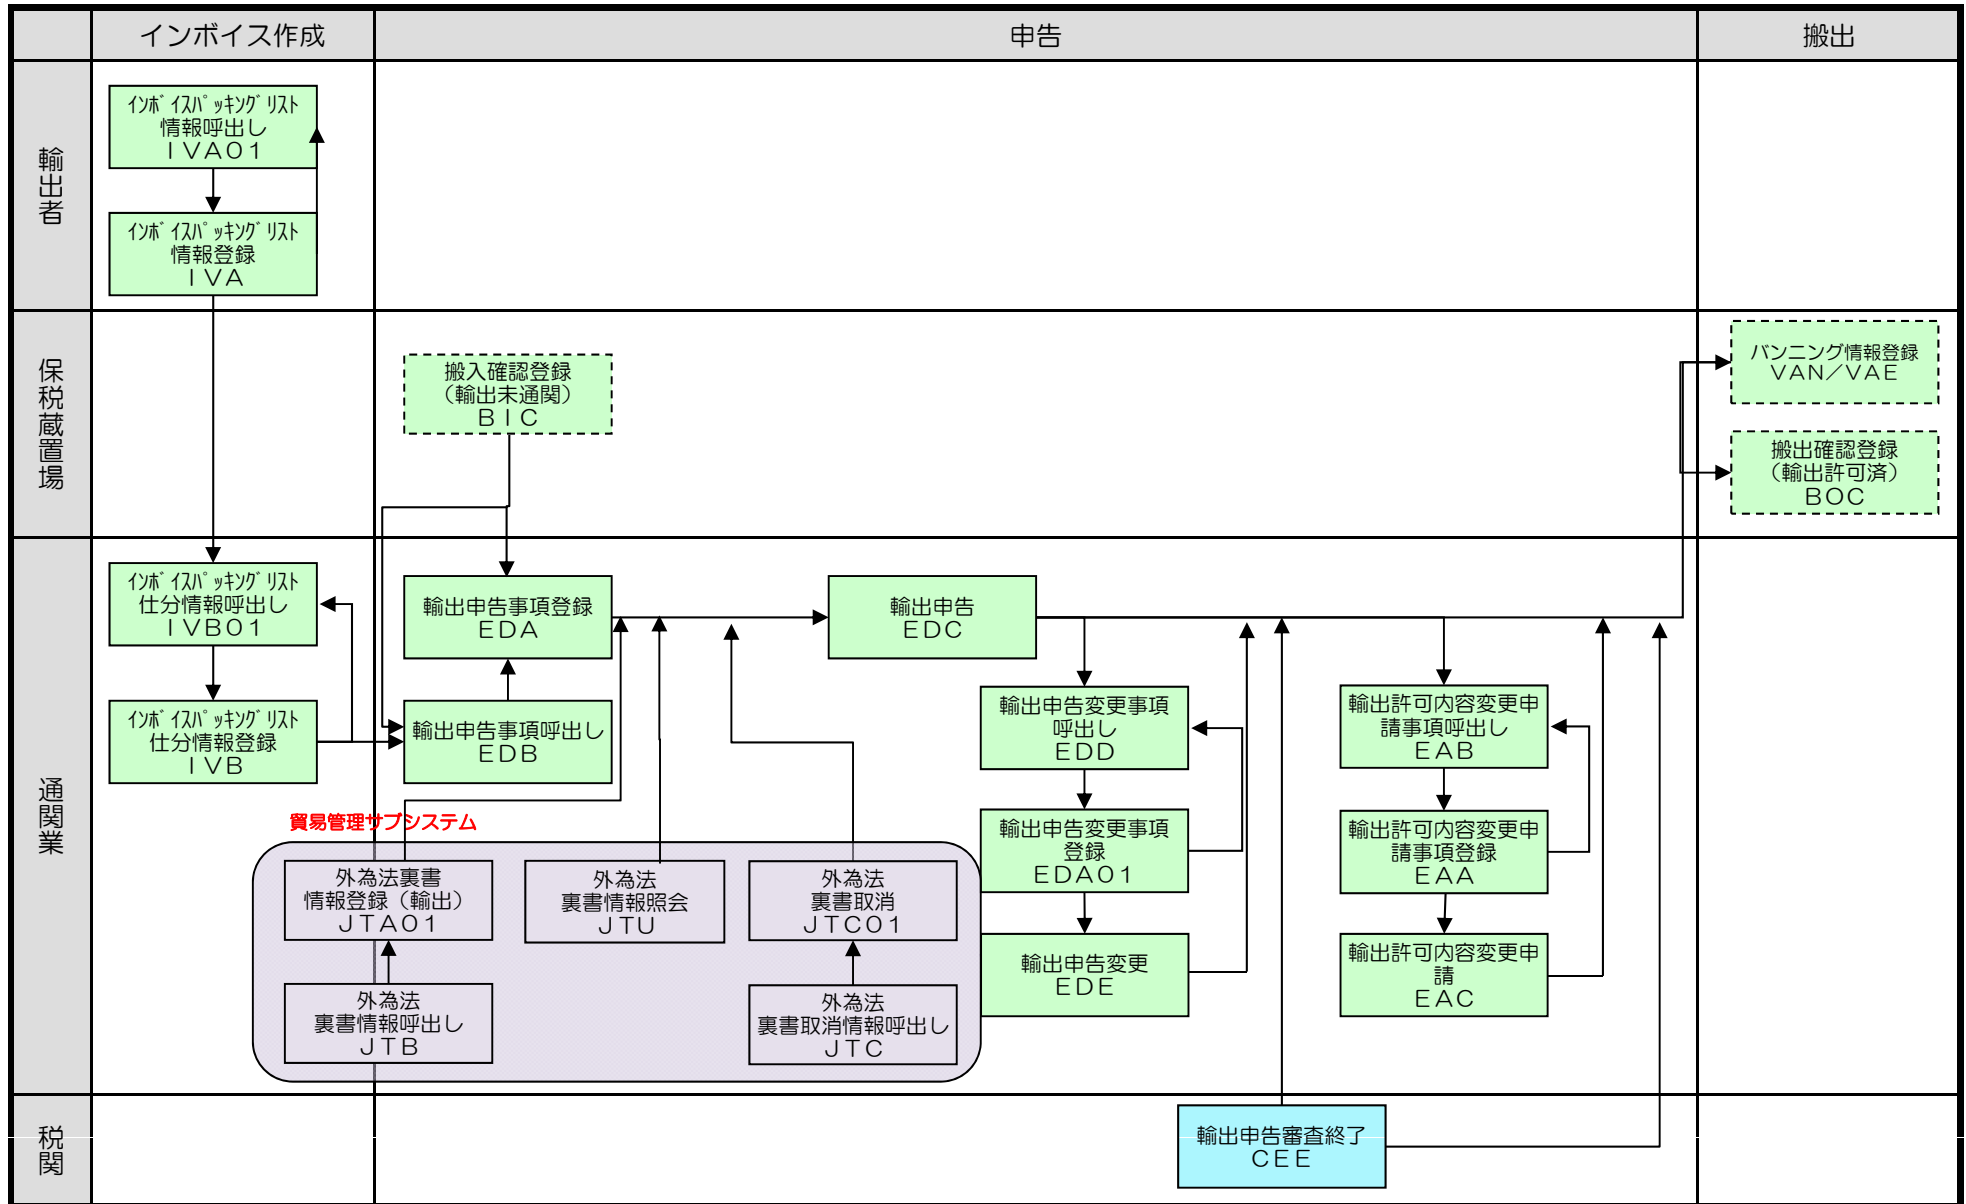 インボイス作成
申告
搬出
輸出者
ｲﾝﾎﾞｲｽﾊﾟｯｷﾝｸﾞﾘｽﾄ
情報呼出し
ＩＶＡ０１
ｲﾝﾎﾞｲｽﾊﾟｯｷﾝｸﾞﾘｽﾄ
情報登録
ＩＶＡ
保税蔵置場
搬入確認登録
（輸出未通関）
ＢＩＣ
バンニング情報登録
ＶＡＮ／ＶＡＥ
搬出確認登録
（輸出許可済）
ＢＯＣ
通関業
ｲﾝﾎﾞｲｽﾊﾟｯｷﾝｸﾞﾘｽﾄ
仕分情報呼出し
ＩＶＢ０１
ｲﾝﾎﾞｲｽﾊﾟｯｷﾝｸﾞﾘｽﾄ
仕分情報登録
ＩＶＢ
輸出申告事項登録
ＥＤＡ
輸出申告事項呼出し
ＥＤＢ
輸出申告
ＥＤＣ
輸出申告変更事項
呼出し
ＥＤＤ
輸出申告変更事項
登録
ＥＤＡ０１
輸出申告変更
ＥＤＥ
輸出許可内容変更申
請事項呼出し
ＥＡＢ
輸出許可内容変更申
請事項登録
ＥＡＡ
輸出許可内容変更申
請
ＥＡＣ
貿易管理サブシステム
外為法裏書
情報登録（輸出）
ＪＴＡ０１
外為法
裏書情報照会
ＪＴＵ
外為法
裏書取消
ＪＴＣ０１
外為法
裏書情報呼出し
ＪＴＢ
外為法
裏書取消情報呼出し
ＪＴＣ
税関
輸出申告審査終了
ＣＥＥ